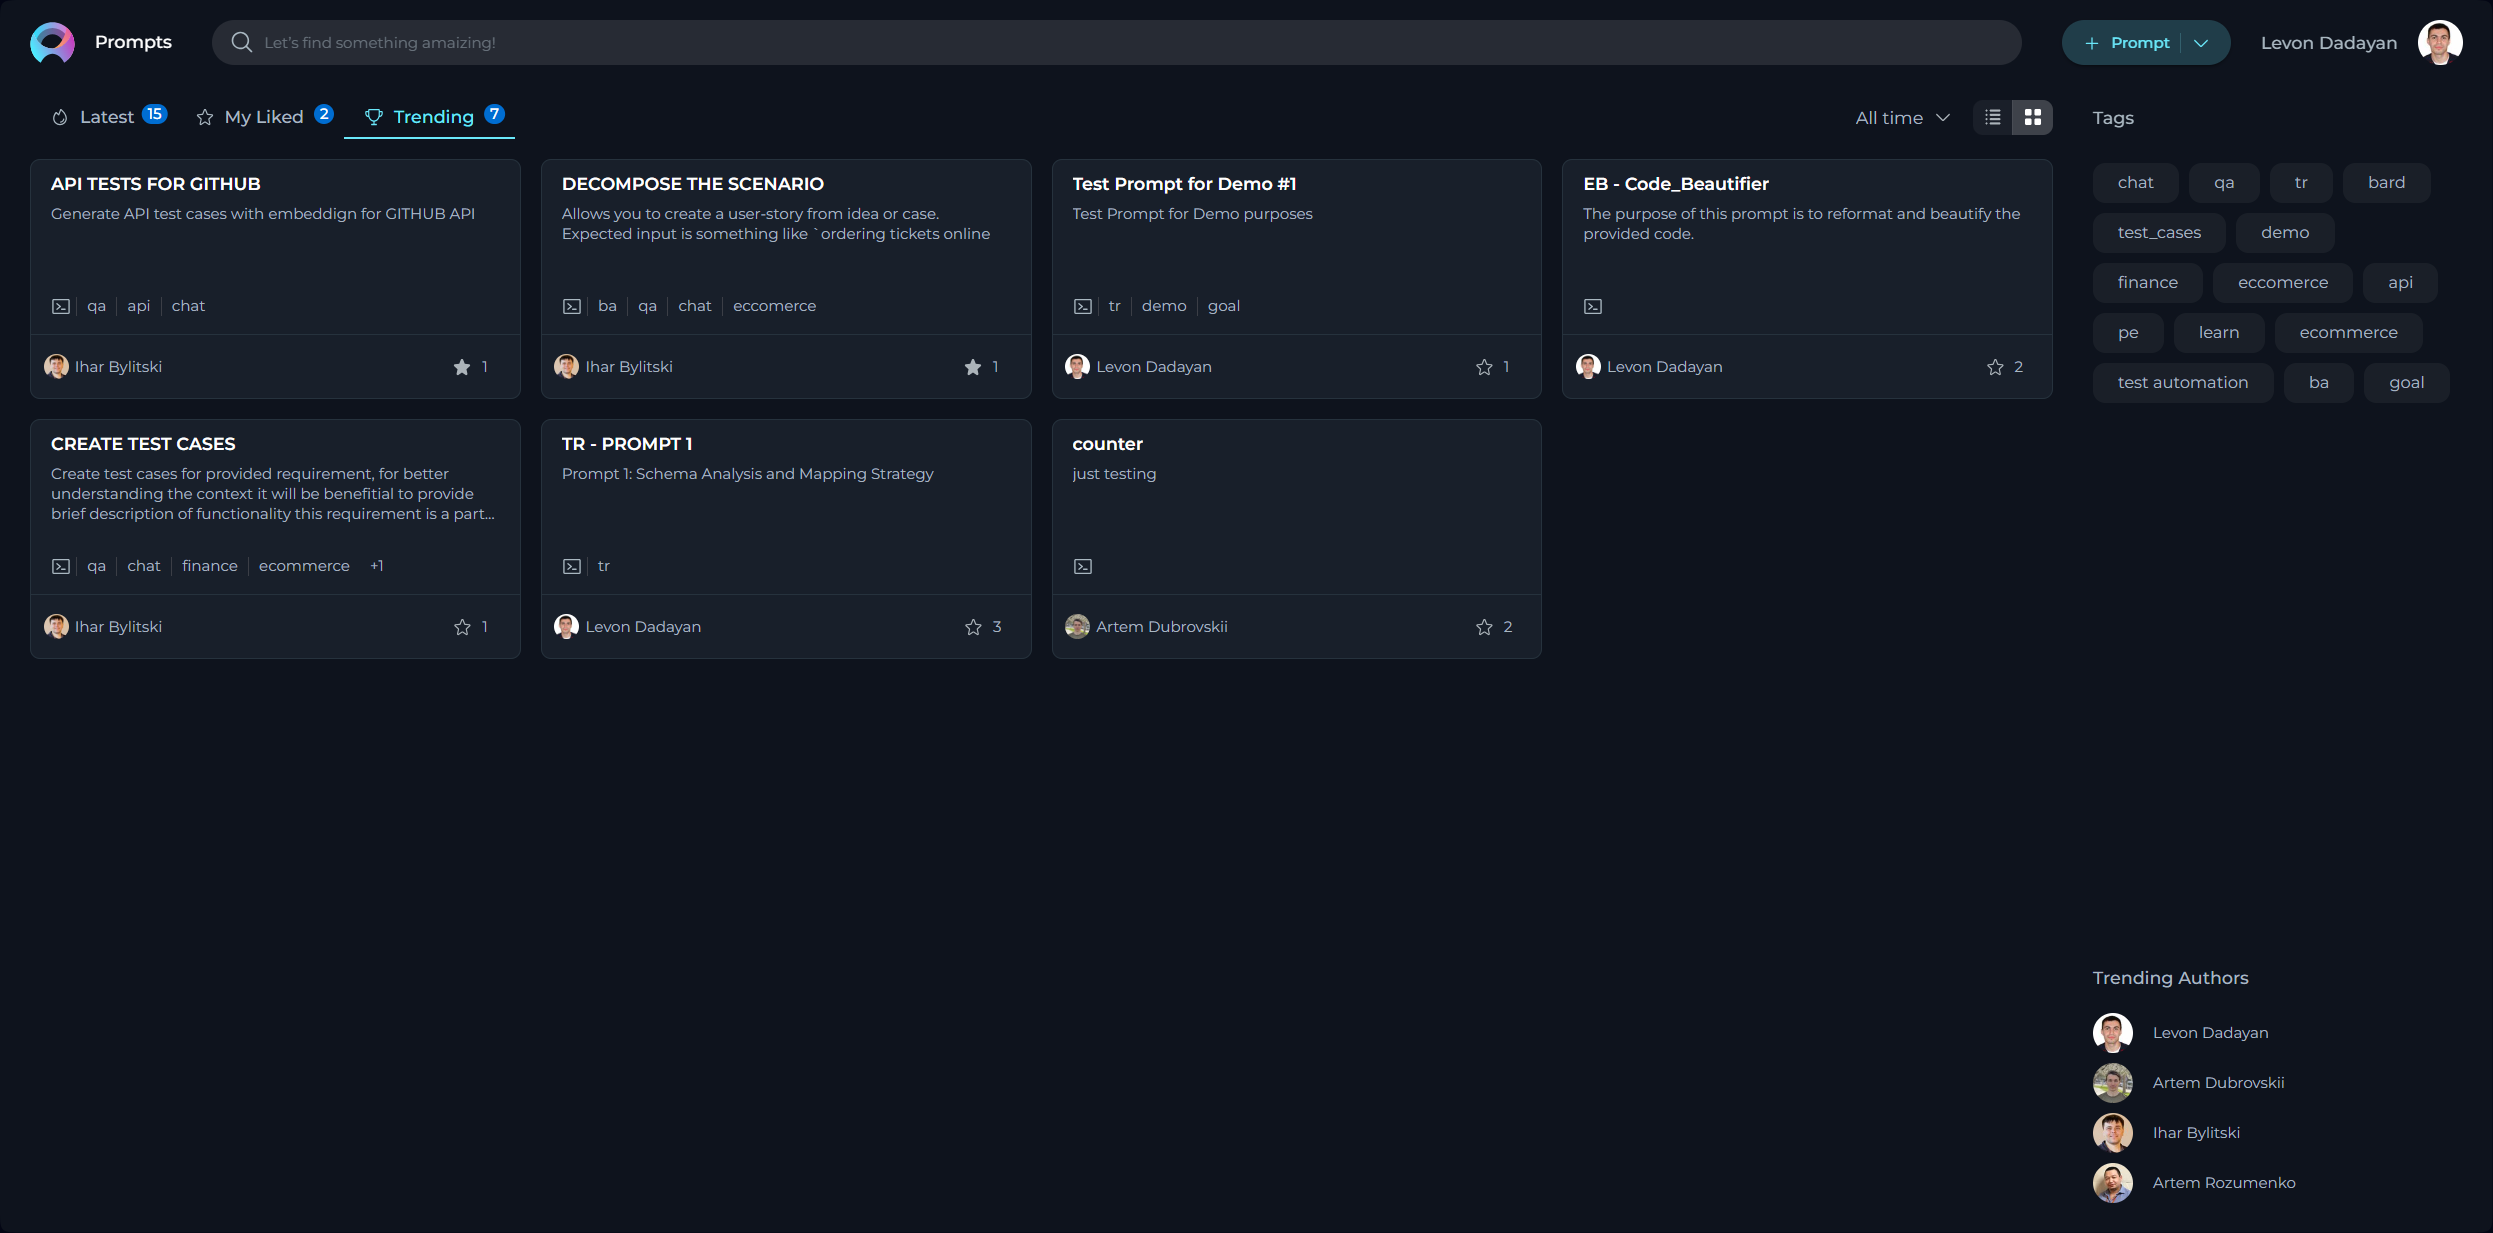 Prompts
Let's find something amaizing!
Prompt
Levon Dadayan
Latest 15
My Liked 2
Trending 7
All time
Tags
API TESTS FOR GITHUB
Generate API test cases with embeddign for GITHUB API
qa api chat
Ihar Bylitski 1
DECOMPOSE THE SCENARIO
Allows you to create a user-story from idea or case.
Expected input is something like `ordering tickets online
ba qa chat eccomerce
Ihar Bylitski 1
Test Prompt for Demo #1
Test Prompt for Demo purposes
tr demo goal
Levon Dadayan 1
EB - Code_Beautifier
The purpose of this prompt is to reformat and beautify the
provided code.
Levon Dadayan 2
CREATE TEST CASES
Create test cases for provided requirement, for better
understanding the context it will be benefitial to provide
brief description of functionality this requirement is a part...
qa chat finance ecommerce +1
Ihar Bylitski 1
TR - PROMPT 1
Prompt 1: Schema Analysis and Mapping Strategy
tr
Levon Dadayan 3
counter
just testing
Artem Dubrovskii 2
chat qa tr bard
test_cases demo
finance eccomerce api
pe learn ecommerce
test automation ba goal
Trending Authors
Levon Dadayan
Artem Dubrovskii
Ihar Bylitski
Artem Rozumenko